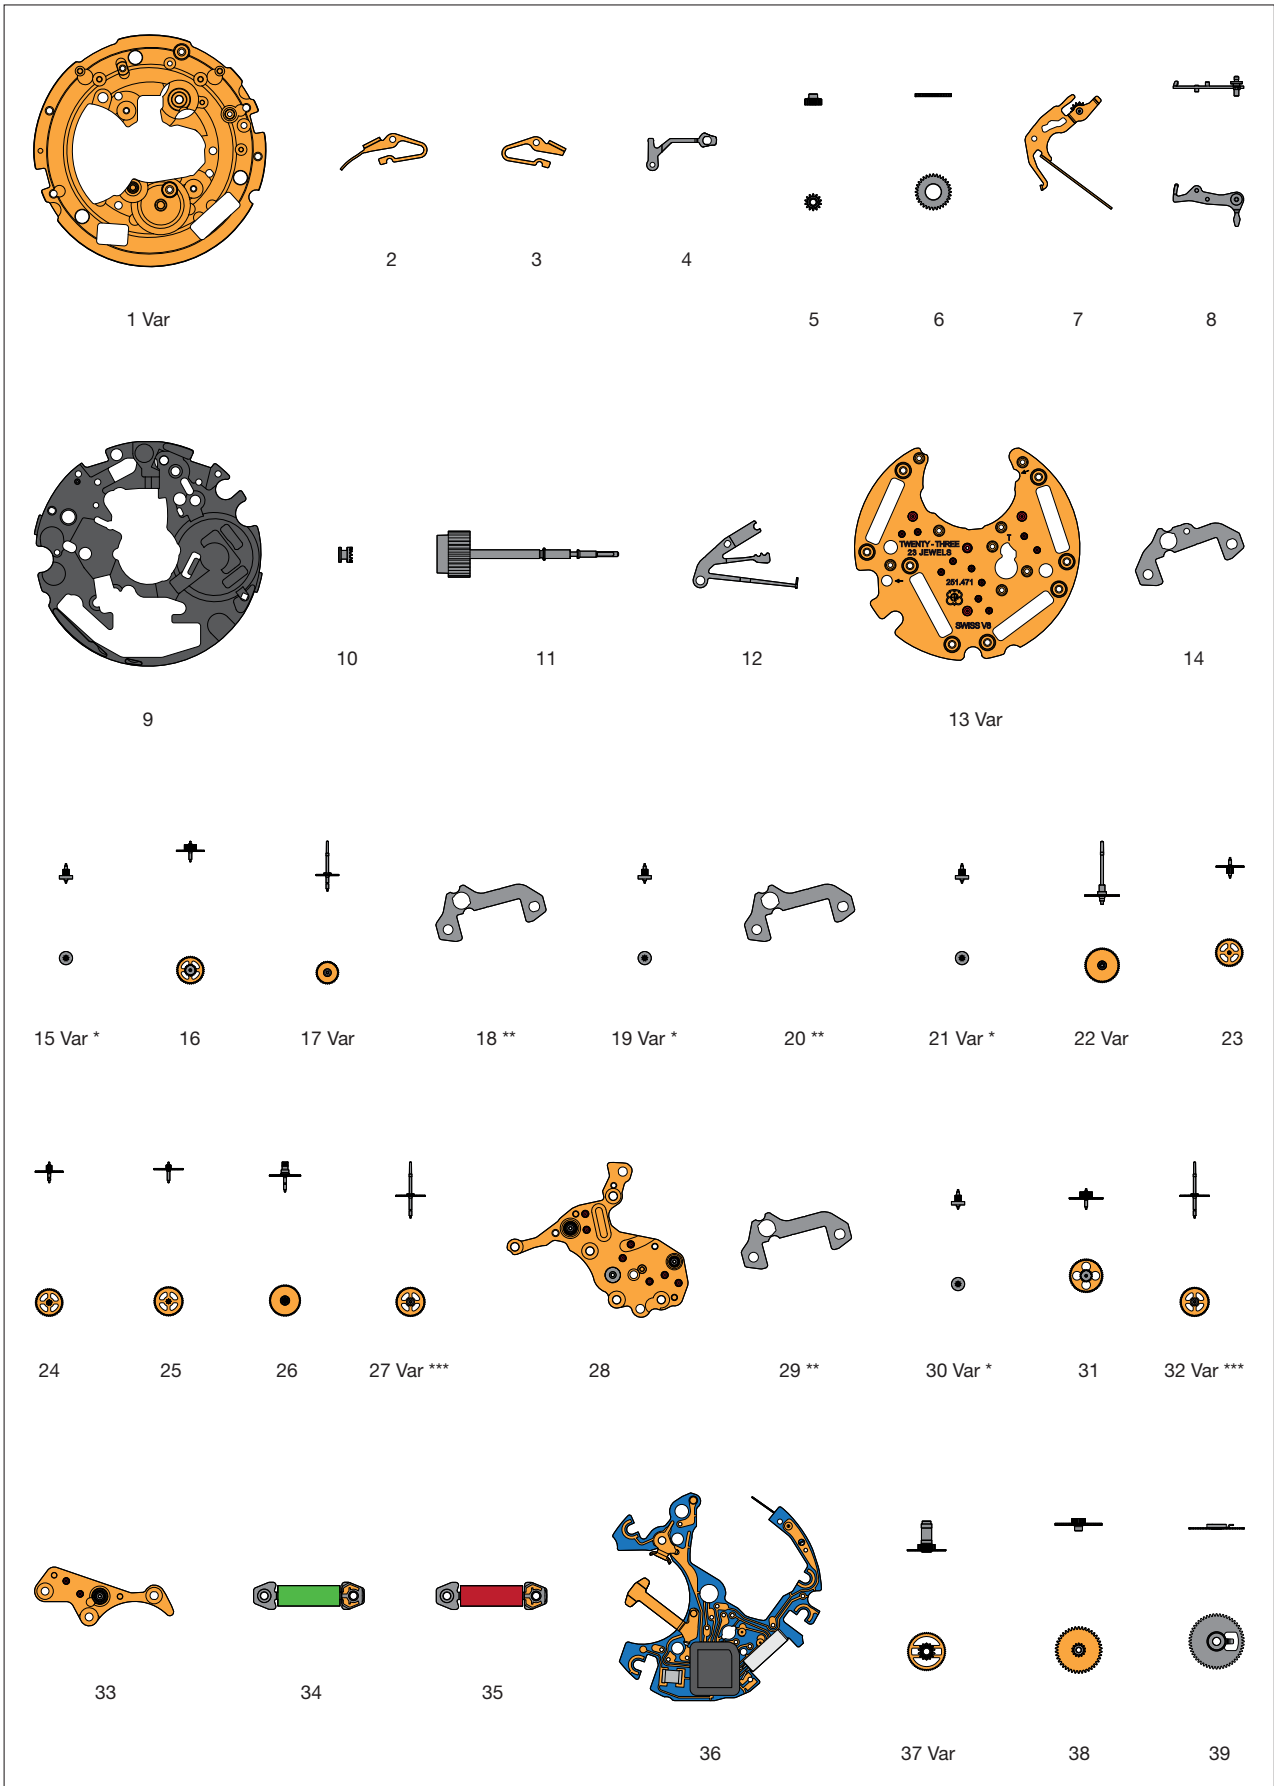 2 3 4
1 Var 5 6 7 8
T
TWENTY - THREE
23 JEWELS
251.471
SWISS V8
10 11 12 14
9 13 Var
15 Var * 16 17 Var 18 ** 19 Var * 20 ** 21 Var * 22 Var 23
24 25 26 27 Var *** 28 29 ** 30 Var * 31 32 Var ***
33 34 35
36 37 Var 38 39